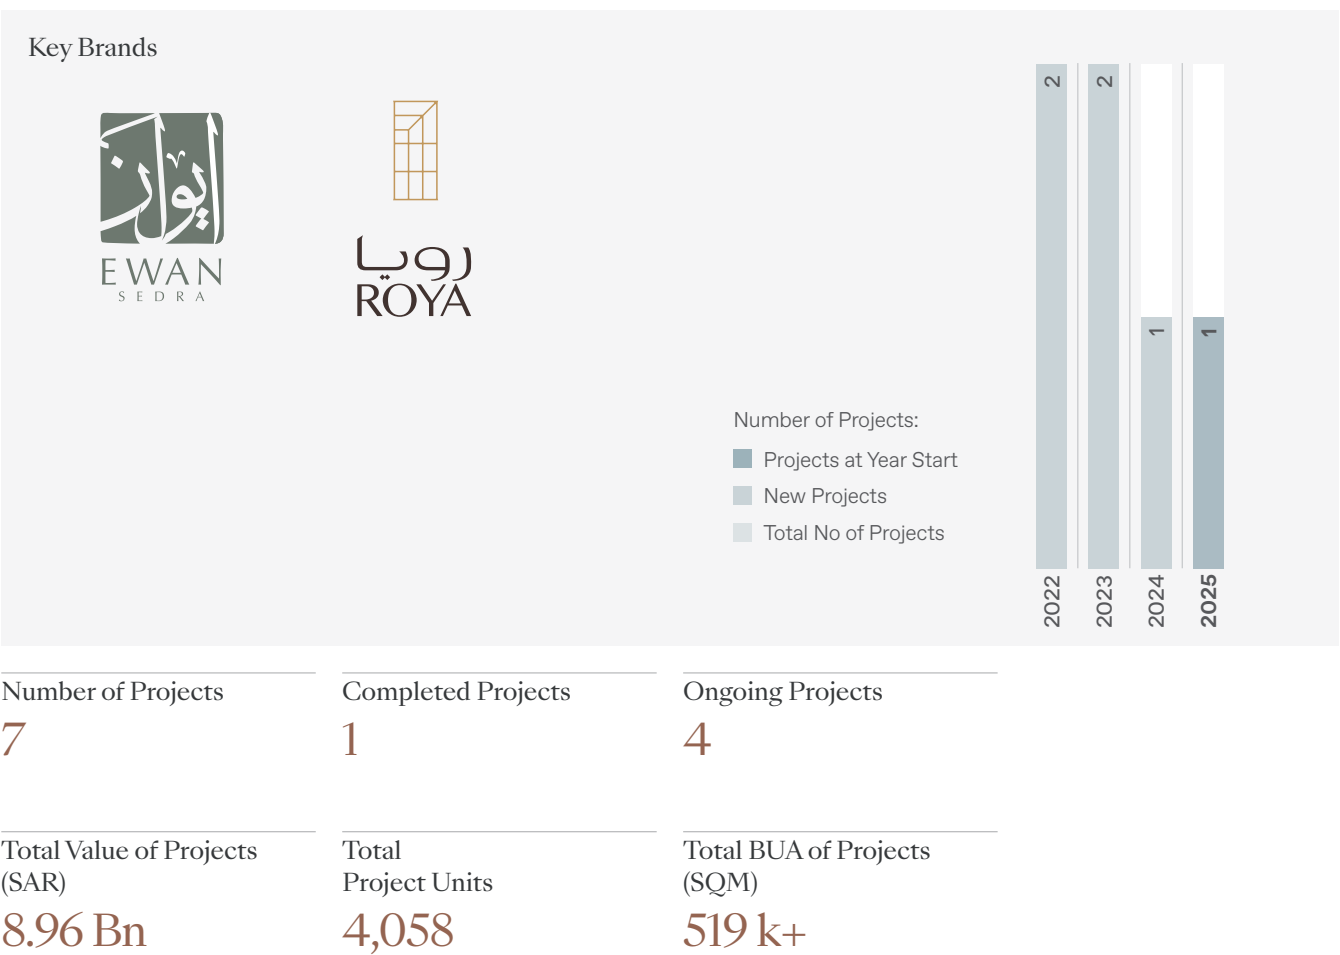 Key Brands
ايوان
EWAN
SEDRA
رويا
ROYA
2
2
1
1
Number of Projects:
Projects at Year Start
New Projects
Total No of Projects
2022
2023
2024
2025
Number of Projects
7
Completed Projects
1
Ongoing Projects
4
Total Value of Projects
(SAR)
8.96 Bn
Total
Project Units
4,058
Total BUA of Projects
(SQM)
519 k+